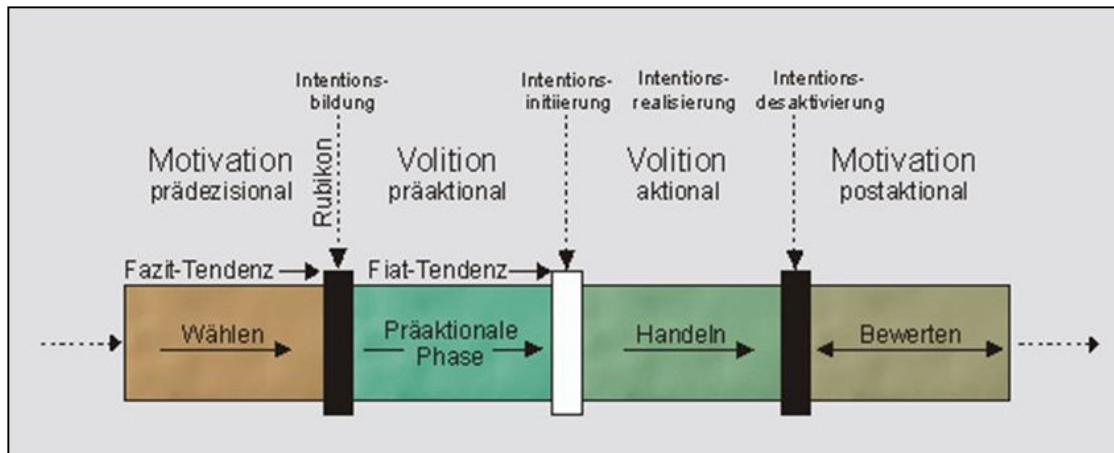 Intentions-
bildung
Intentions-
initiierung
Intentions-
realisierung
Intentions-
desaktivierung
Rubikon
Motivation
prädezisional
Volition
präaktional
Volition
aktional
Motivation
postaktional
Fazit-Tendenz
Fiat-Tendenz
Wählen
Präaktionale
Phase
Handeln
Bewerten